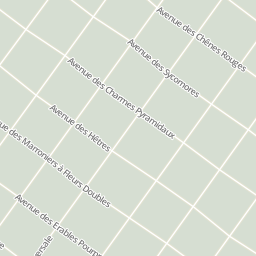 Avenue des Chênes Rouges
Avenue des Sycomores
Avenue des Charmes Pyramidaux
Avenue des Hêtres
des Marronniers à Fleurs Doubles
Avenue des Erables